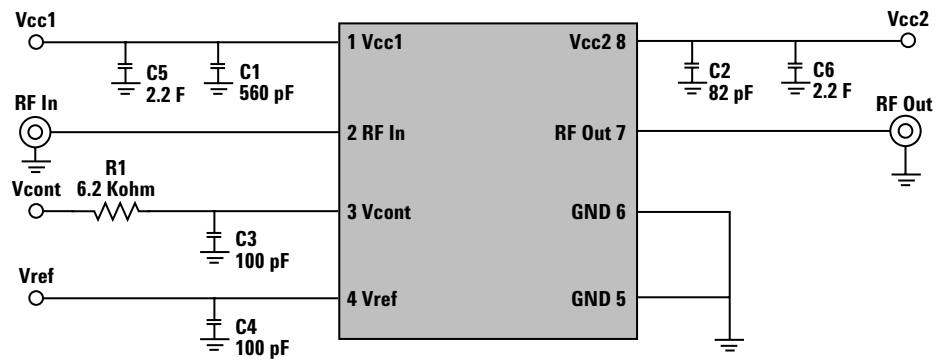 Vcc1
1 Vcc1
Vcc2 8
Vcc2
C5
2.2 F
C1
560 pF
C2
82 pF
C6
2.2 F
RF In
2 RF In
RF Out 7
RF Out
R1
6.2 Kohm
Vcont
3 Vcont
GND 6
C3
100 pF
Vref
4 Vref
GND 5
C4
100 pF